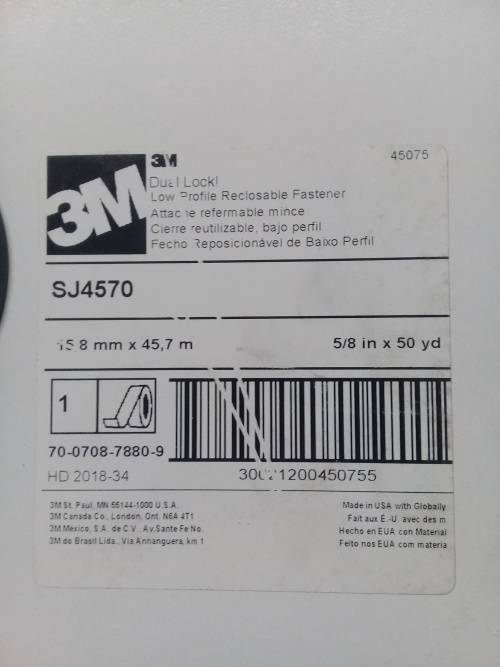 3M
3M
45075
Dual Lock!
Low Profile Reclosable Fastener
Attache refermable mince
Cierre reutilizable, bajo perfil
Fecho Reposicionável de Baixo Perfil
SJ4570
15 8 mm x 45,7 m 5/8 in x 50 yd
1
70-0708-7880-9
HD 2018-34
3M St. Paul, MN 55144-1000 U.S.A.
3M Canada Co., London, Ont. N6A 4T1
3M México, S.A. de C.V. Av.Sante Fe No.
3M do Brasil Ltda., Via Anhanguera, km 1
Made in USA with Globally
Fait aux E.-U. avec des m
Hecho en EUA con Material
Feito nos EUA com materia